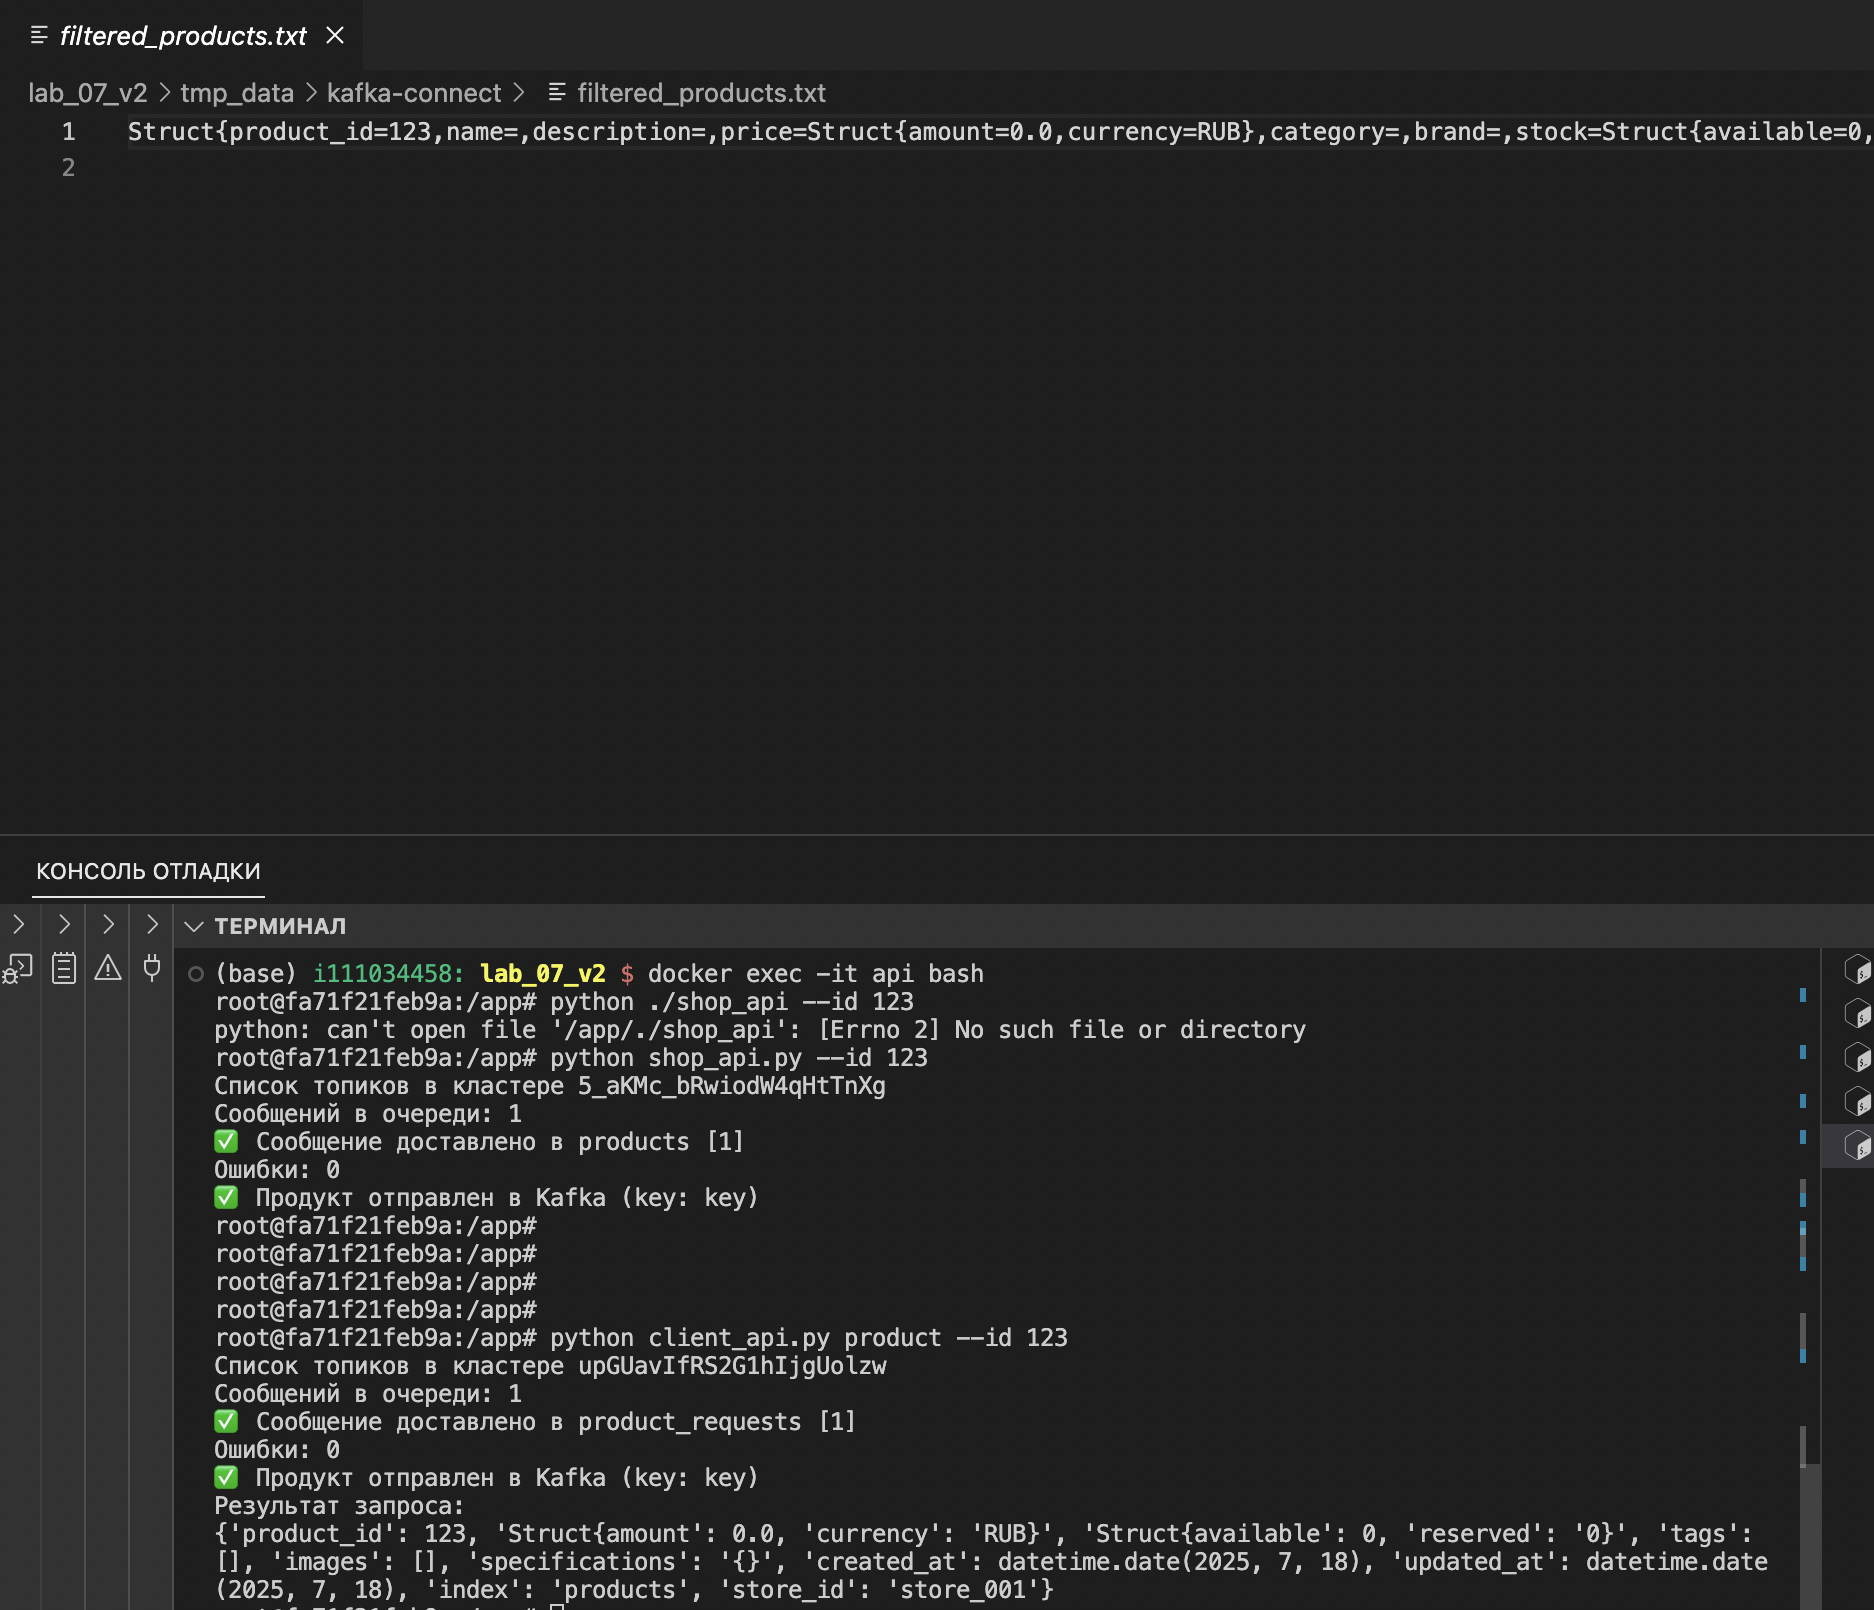 filtered_products.txt
lab_07_v2 > tmp_data > kafka-connect > filtered_products.txt
1 Struct{product_id=123,name=,description=,price=Struct{amount=0.0,currency=RUB},category=,brand=,stock=Struct{available=0,
2
КОНСОЛЬ ОТЛАДКИ
ТЕРМИНАЛ
(base) i111034458: lab_07_v2 $ docker exec -it api bash
root@fa71f21feb9a:/app# python ./shop_api --id 123
python: can't open file '/app/./shop_api': [Errno 2] No such file or directory
root@fa71f21feb9a:/app# python shop_api.py --id 123
Список топиков в кластере 5_aKMc_bRwiodW4qHtTnXg
Сообщений в очереди: 1
✅ Сообщение доставлено в products [1]
Ошибки: 0
✅ Продукт отправлен в Kafka (key: key)
root@fa71f21feb9a:/app#
root@fa71f21feb9a:/app#
root@fa71f21feb9a:/app#
root@fa71f21feb9a:/app#
root@fa71f21feb9a:/app# python client_api.py product --id 123
Список топиков в кластере upGUavIfRS2G1hIjgUolzw
Сообщений в очереди: 1
✅ Сообщение доставлено в product_requests [1]
Ошибки: 0
✅ Продукт отправлен в Kafka (key: key)
Результат запроса:
{'product_id': 123, 'Struct{amount': 0.0, 'currency': 'RUB}', 'Struct{available': 0, 'reserved': '0}', 'tags':
[], 'images': [], 'specifications': '{}', 'created_at': datetime.date(2025, 7, 18), 'updated_at': datetime.date
(2025, 7, 18), 'index': 'products', 'store_id': 'store_001'}